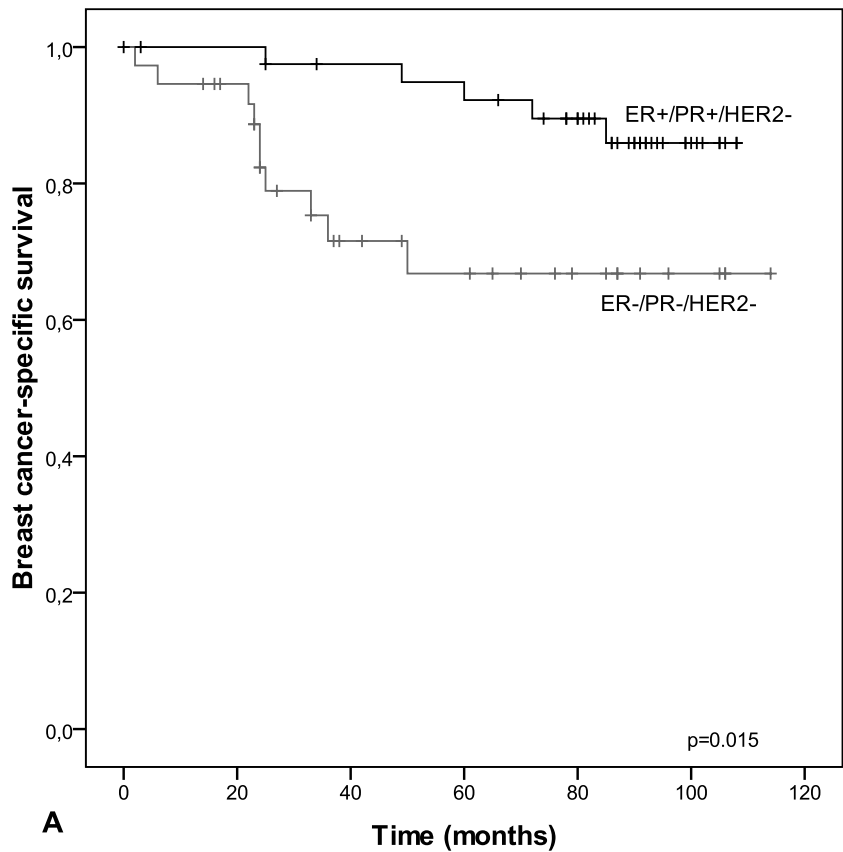 Breast cancer-specific survival
1,0
0,8
0,6
0,4
0,2
0,0
ER+/PR+/HER2-
ER-/PR-/HER2-
p=0.015
0 20 40 60 80 100 120
A
Time (months)